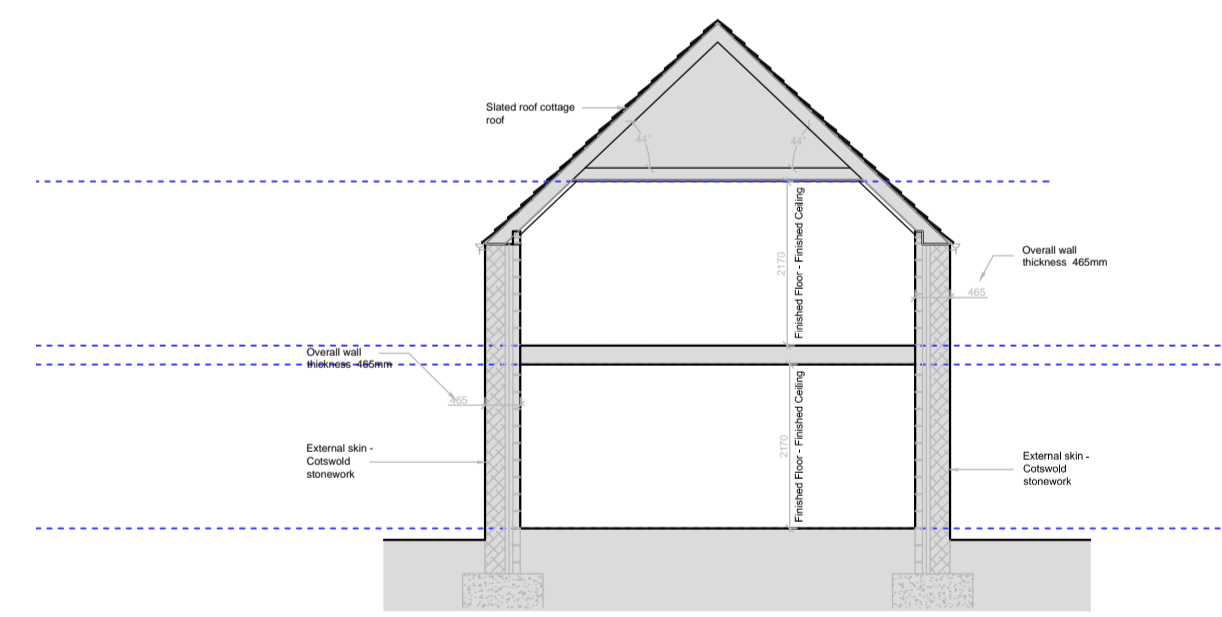 Slated roof cottage
roof
44°
44°
Finished Floor - Finished Ceiling
2170
Overall wall
thickness 465mm
465
Overall wall
thickness 465mm
465
Finished Floor - Finished Ceiling
2170
External skin -
Cotswold
stonework
External skin -
Cotswold
stonework